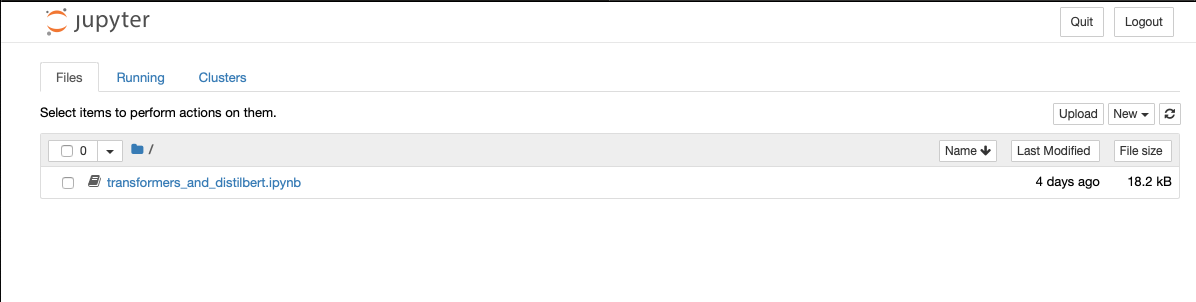 jupyter
Quit Logout
Files Running Clusters
Select items to perform actions on them.
Upload New
0 / Name Last Modified File size
transformers_and_distilbert.ipynb 4 days ago 18.2 kB